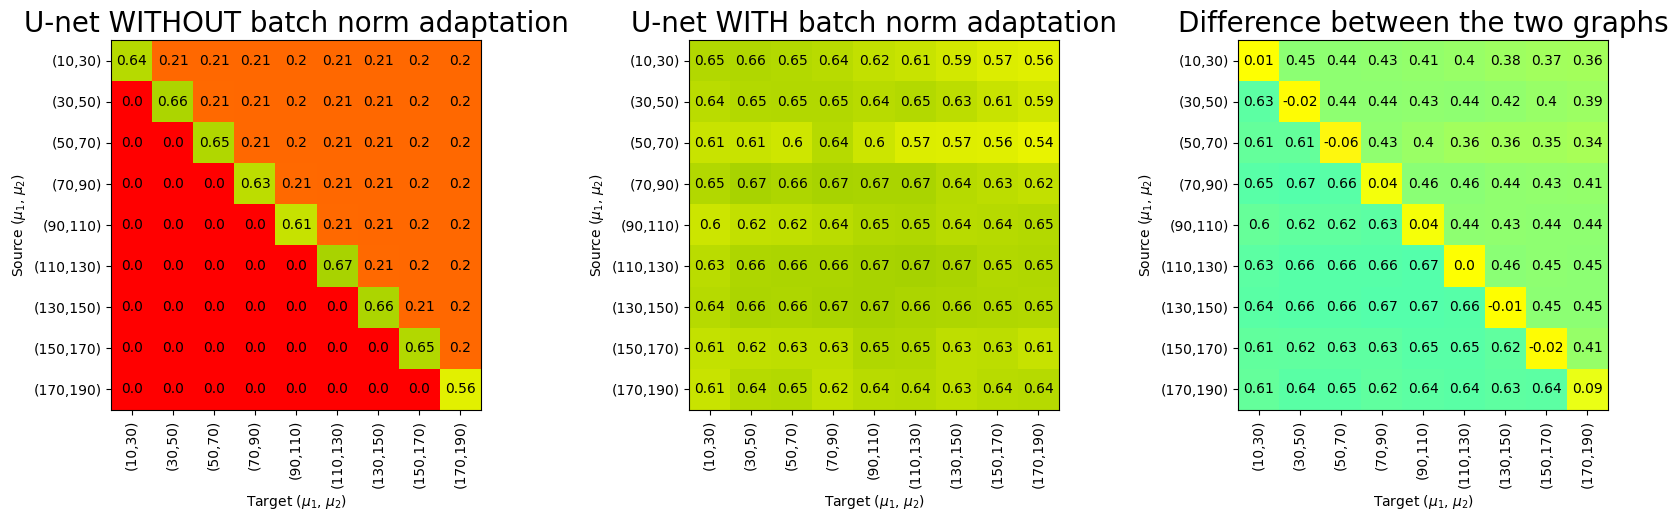 U-net WITHOUT batch norm adaptation
Source (μ1, μ2)
(10,30) 0.64 0.21 0.21 0.21 0.2 0.21 0.21 0.2 0.2
(30,50) 0.0 0.66 0.21 0.21 0.2 0.21 0.21 0.2 0.2
(50,70) 0.0 0.0 0.65 0.21 0.2 0.21 0.21 0.2 0.2
(70,90) 0.0 0.0 0.0 0.63 0.21 0.21 0.21 0.2 0.2
(90,110) 0.0 0.0 0.0 0.0 0.61 0.21 0.21 0.2 0.2
(110,130) 0.0 0.0 0.0 0.0 0.0 0.67 0.21 0.2 0.2
(130,150) 0.0 0.0 0.0 0.0 0.0 0.0 0.66 0.21 0.2
(150,170) 0.0 0.0 0.0 0.0 0.0 0.0 0.0 0.65 0.2
(170,190) 0.0 0.0 0.0 0.0 0.0 0.0 0.0 0.0 0.56
(10,30) (30,50) (50,70) (70,90) (90,110) (110,130) (130,150) (150,170) (170,190)
Target (μ1, μ2)
U-net WITH batch norm adaptation
Source (μ1, μ2)
(10,30) 0.65 0.66 0.65 0.64 0.62 0.61 0.59 0.57 0.56
(30,50) 0.64 0.65 0.65 0.65 0.64 0.65 0.63 0.61 0.59
(50,70) 0.61 0.61 0.6 0.64 0.6 0.57 0.57 0.56 0.54
(70,90) 0.65 0.67 0.66 0.67 0.67 0.67 0.64 0.63 0.62
(90,110) 0.6 0.62 0.62 0.64 0.65 0.65 0.64 0.64 0.65
(110,130) 0.63 0.66 0.66 0.66 0.67 0.67 0.67 0.65 0.65
(130,150) 0.64 0.66 0.66 0.67 0.67 0.66 0.66 0.65 0.65
(150,170) 0.61 0.62 0.63 0.63 0.65 0.65 0.63 0.63 0.61
(170,190) 0.61 0.64 0.65 0.62 0.64 0.64 0.63 0.64 0.64
(10,30) (30,50) (50,70) (70,90) (90,110) (110,130) (130,150) (150,170) (170,190)
Target (μ1, μ2)
Difference between the two graphs
Source (μ1, μ2)
(10,30) 0.01 0.45 0.44 0.43 0.41 0.4 0.38 0.37 0.36
(30,50) 0.63 -0.02 0.44 0.44 0.43 0.44 0.42 0.4 0.39
(50,70) 0.61 0.61 -0.06 0.43 0.4 0.36 0.36 0.35 0.34
(70,90) 0.65 0.67 0.66 0.04 0.46 0.46 0.44 0.43 0.41
(90,110) 0.6 0.62 0.62 0.63 0.04 0.44 0.43 0.44 0.44
(110,130) 0.63 0.66 0.66 0.66 0.67 0.0 0.46 0.45 0.45
(130,150) 0.64 0.66 0.66 0.67 0.67 0.66 -0.01 0.45 0.45
(150,170) 0.61 0.62 0.63 0.63 0.65 0.65 0.62 -0.02 0.41
(170,190) 0.61 0.64 0.65 0.62 0.64 0.64 0.63 0.64 0.09
(10,30) (30,50) (50,70) (70,90) (90,110) (110,130) (130,150) (150,170) (170,190)
Target (μ1, μ2)